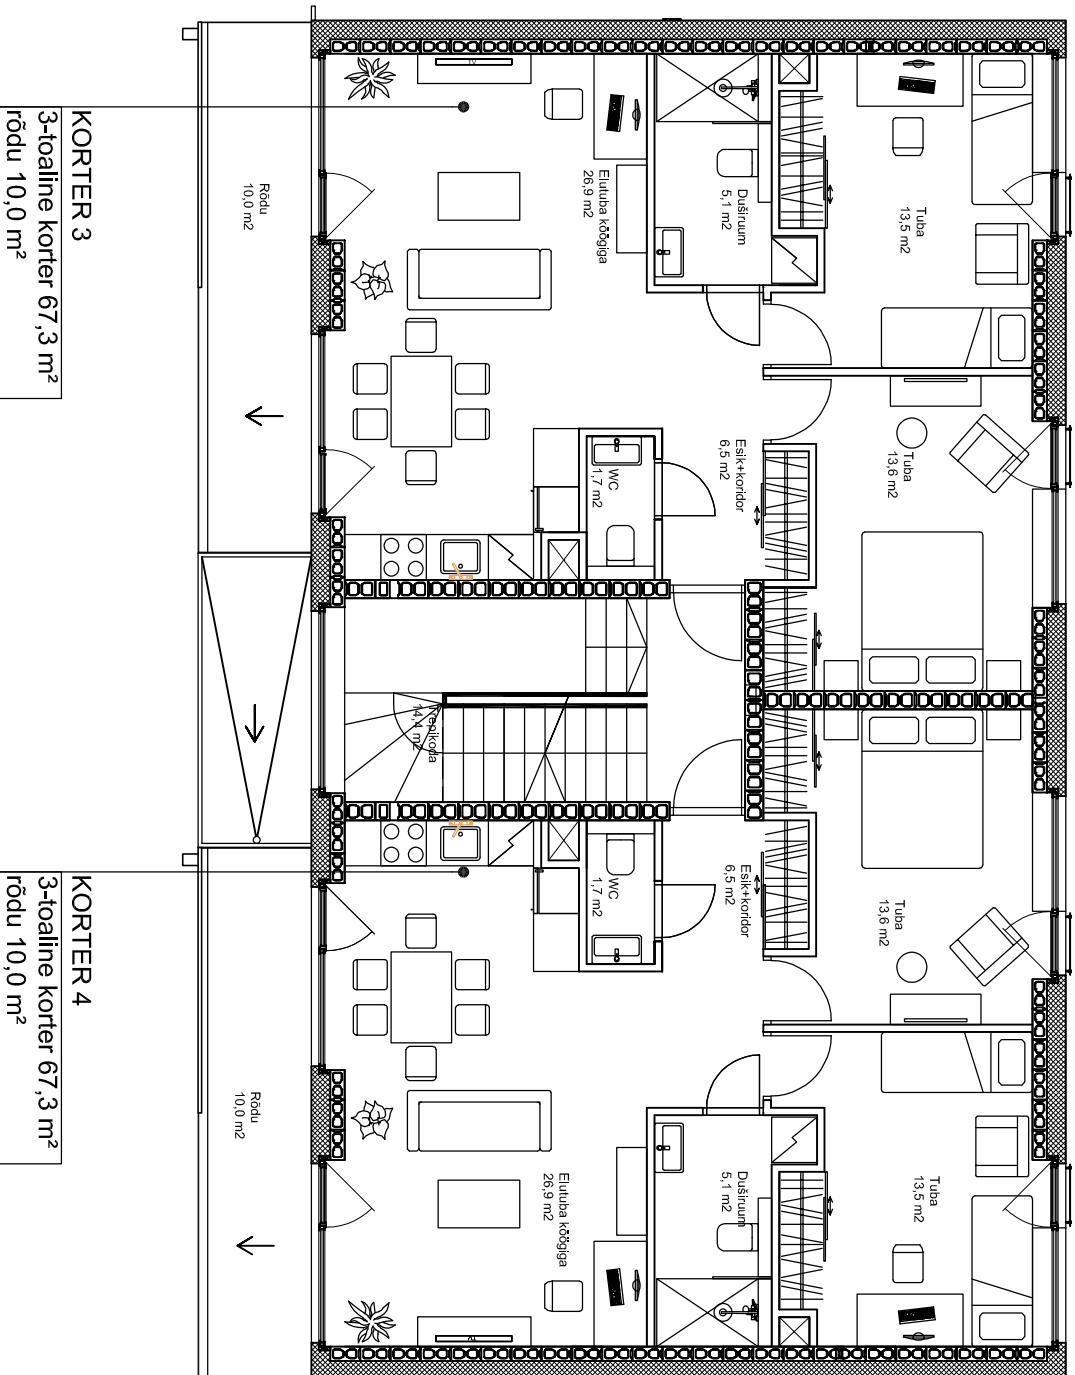 KORTER 3
3-toaline korter 67,3 m²
rõdu 10,0 m²
Rõdu
10,0 m2
Elutuba köögiga
26,9 m2
Duširuum
5,1 m2
Tuba
13,5 m2
Tuba
13,6 m2
Esik+koridor
6,5 m2
WC
1,7 m2
Trepikoda
14,4 m2
KORTER 4
3-toaline korter 67,3 m²
rõdu 10,0 m²
Rõdu
10,0 m2
Elutuba köögiga
26,9 m2
Duširuum
5,1 m2
Tuba
13,5 m2
Tuba
13,6 m2
Esik+koridor
6,5 m2
WC
1,7 m2
TV